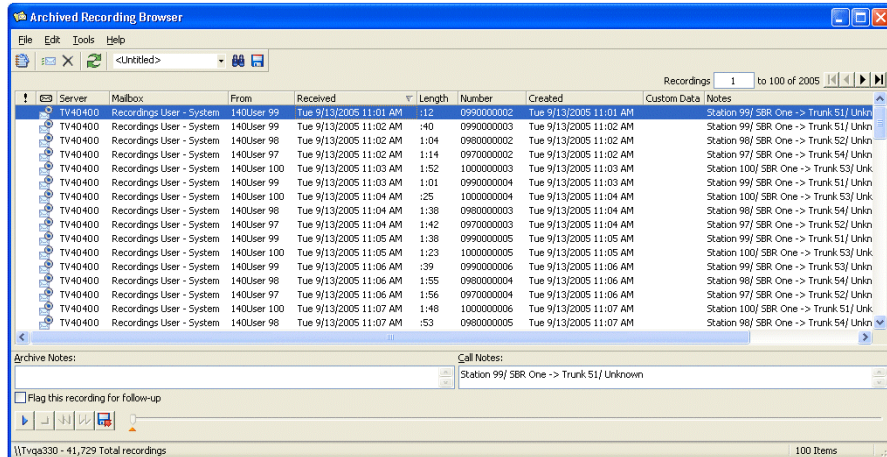 Archived Recording Browser
File Edit Tools Help
<Untitled>
Recordings 1 to 100 of 2005
! Server Mailbox From Received Length Number Created Custom Data Notes
TV40400 Recordings User - System 140User 99 Tue 9/13/2005 11:01 AM :12 0990000002 Tue 9/13/2005 11:01 AM Station 99/ SBR One -> Trunk 51/ Unkn
TV40400 Recordings User - System 140User 99 Tue 9/13/2005 11:02 AM :40 0990000003 Tue 9/13/2005 11:02 AM Station 99/ SBR One -> Trunk 51/ Unkn
TV40400 Recordings User - System 140User 98 Tue 9/13/2005 11:02 AM 1:04 0980000002 Tue 9/13/2005 11:02 AM Station 98/ SBR One -> Trunk 52/ Unkn
TV40400 Recordings User - System 140User 97 Tue 9/13/2005 11:02 AM 1:14 0970000002 Tue 9/13/2005 11:02 AM Station 97/ SBR One -> Trunk 54/ Unkn
TV40400 Recordings User - System 140User 100 Tue 9/13/2005 11:03 AM 1:52 1000000003 Tue 9/13/2005 11:03 AM Station 100/ SBR One -> Trunk 53/ Unk
TV40400 Recordings User - System 140User 99 Tue 9/13/2005 11:03 AM 1:01 0990000004 Tue 9/13/2005 11:03 AM Station 99/ SBR One -> Trunk 51/ Unkn
TV40400 Recordings User - System 140User 100 Tue 9/13/2005 11:04 AM :25 1000000004 Tue 9/13/2005 11:04 AM Station 100/ SBR One -> Trunk 53/ Unk
TV40400 Recordings User - System 140User 98 Tue 9/13/2005 11:04 AM 1:38 0980000003 Tue 9/13/2005 11:04 AM Station 98/ SBR One -> Trunk 54/ Unkn
TV40400 Recordings User - System 140User 97 Tue 9/13/2005 11:04 AM 1:42 0970000003 Tue 9/13/2005 11:04 AM Station 97/ SBR One -> Trunk 52/ Unkn
TV40400 Recordings User - System 140User 99 Tue 9/13/2005 11:05 AM 1:38 0990000005 Tue 9/13/2005 11:05 AM Station 99/ SBR One -> Trunk 51/ Unkn
TV40400 Recordings User - System 140User 100 Tue 9/13/2005 11:05 AM 1:23 1000000005 Tue 9/13/2005 11:05 AM Station 100/ SBR One -> Trunk 53/ Unk
TV40400 Recordings User - System 140User 99 Tue 9/13/2005 11:06 AM :39 0990000006 Tue 9/13/2005 11:06 AM Station 99/ SBR One -> Trunk 53/ Unkn
TV40400 Recordings User - System 140User 98 Tue 9/13/2005 11:06 AM 1:55 0980000004 Tue 9/13/2005 11:06 AM Station 98/ SBR One -> Trunk 54/ Unkn
TV40400 Recordings User - System 140User 97 Tue 9/13/2005 11:06 AM 1:56 0970000004 Tue 9/13/2005 11:06 AM Station 97/ SBR One -> Trunk 52/ Unkn
TV40400 Recordings User - System 140User 100 Tue 9/13/2005 11:07 AM 1:48 1000000006 Tue 9/13/2005 11:07 AM Station 100/ SBR One -> Trunk 51/ Unk
TV40400 Recordings User - System 140User 98 Tue 9/13/2005 11:07 AM :53 0980000005 Tue 9/13/2005 11:07 AM Station 98/ SBR One -> Trunk 54/ Unkn
Archive Notes: Call Notes:
Station 99/ SBR One -> Trunk 51/ Unknown
Flag this recording for follow-up
\\Tvqa330 - 41,729 Total recordings 100 Items